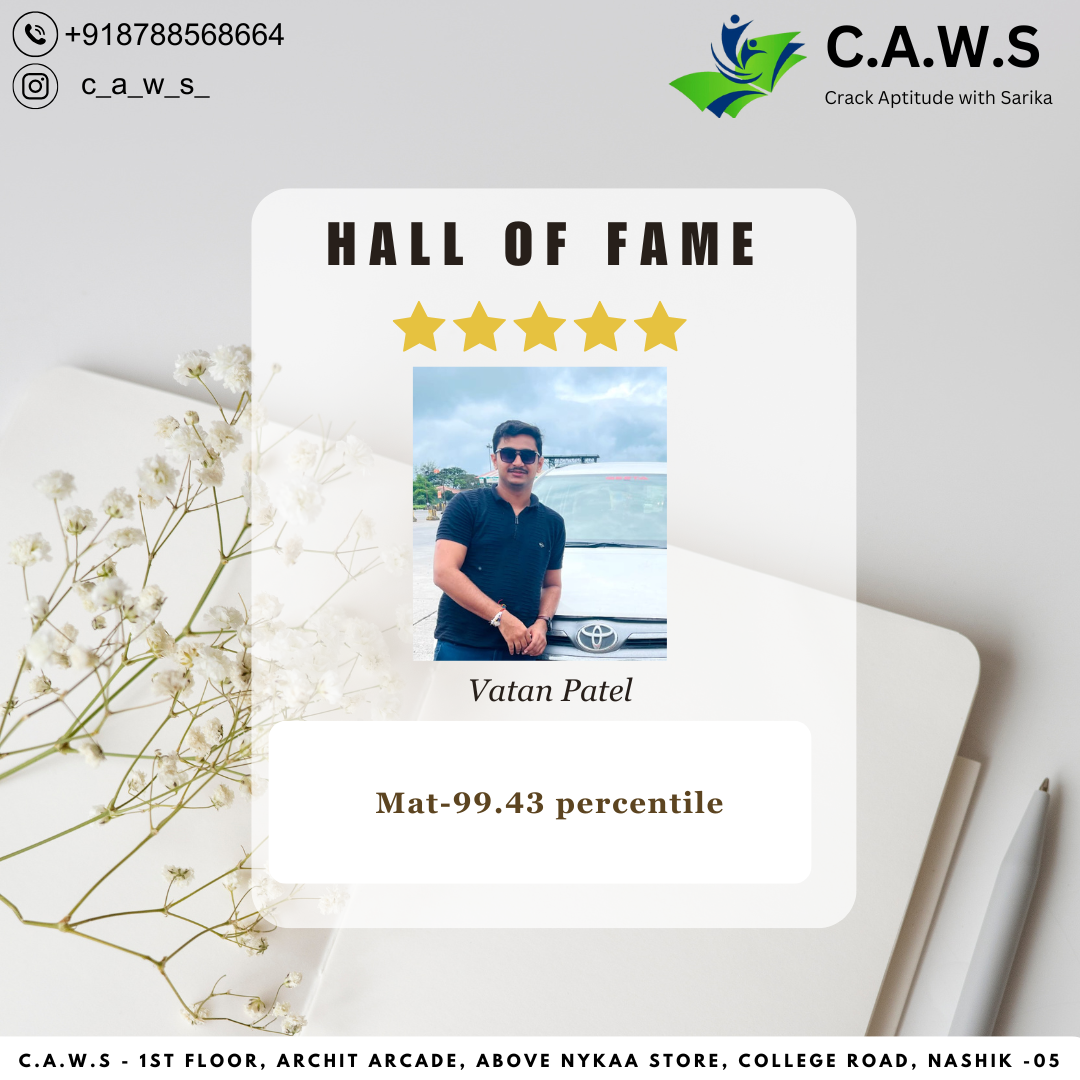 +918788568664
c_a_w_s_
C.A.W.S
Crack Aptitude with Sarika
HALL OF FAME
Vatan Patel
Mat-99.43 percentile
C.A.W.S - 1ST FLOOR, ARCHIT ARCADE, ABOVE NYKAA STORE, COLLEGE ROAD, NASHIK -05